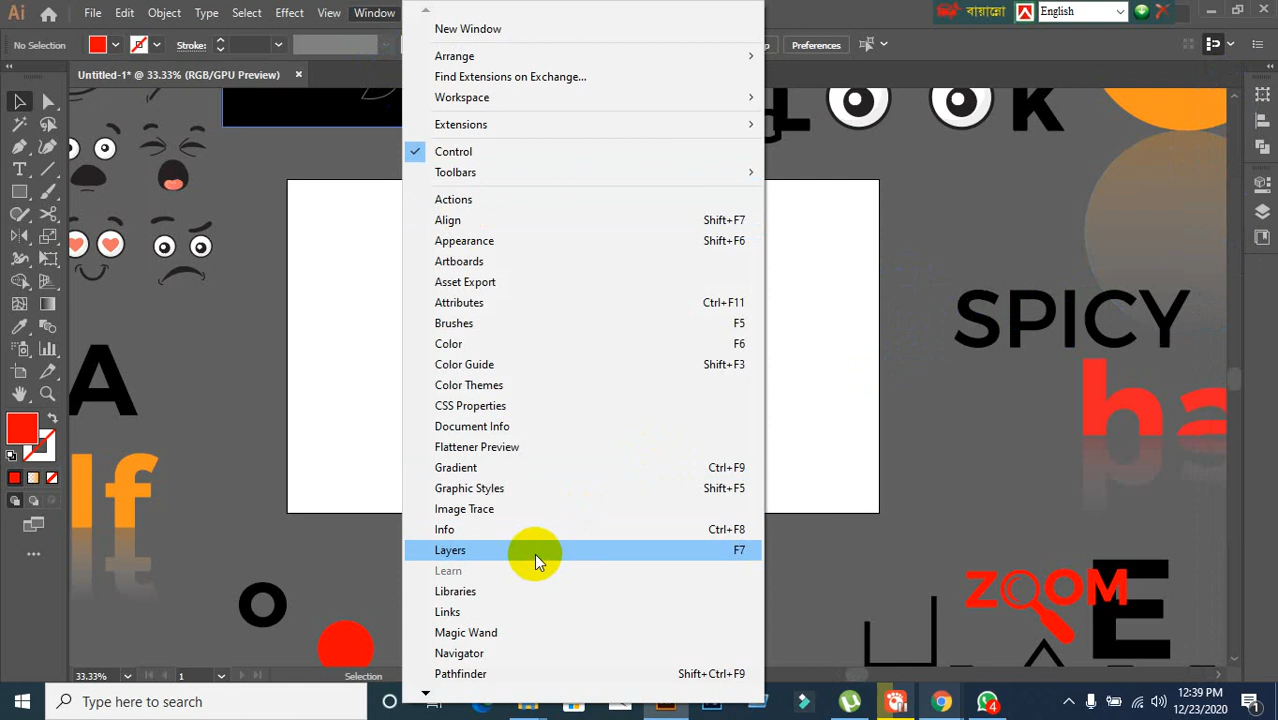 Ai File Edit Object Type Select Effect View Window
বায়ান্নো English
No Selection Stroke: Preferences
Untitled-1* @ 33.33% (RGB/GPU Preview) ×
New Window
Arrange
Find Extensions on Exchange...
Workspace
Extensions
Control
Toolbars
Actions
Align Shift+F7
Appearance Shift+F6
Artboards
Asset Export
Attributes Ctrl+F11
Brushes F5
Color F6
Color Guide Shift+F3
Color Themes
CSS Properties
Document Info
Flattener Preview
Gradient Ctrl+F9
Graphic Styles Shift+F5
Image Trace
Info Ctrl+F8
Layers F7
Learn
Libraries
Links
Magic Wand
Navigator
Pathfinder Shift+Ctrl+F9
K
SPICY
ha
A
lf
ZOOM
E
33.33% 1 Selection
Type here to search
4
12:39 PM
12/23/2020
1